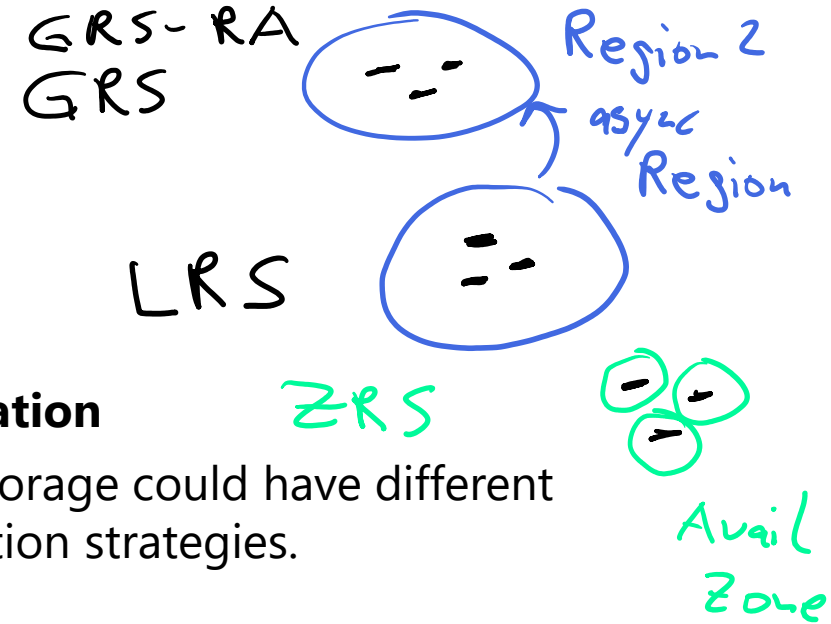 GRS-RA
GRS
Region 2
async
Region
LRS
ation
ZRS
orage could have different
tion strategies.
Avail
Zone